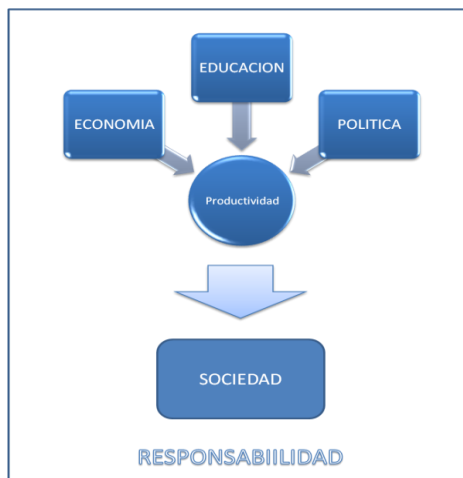 EDUCACION
ECONOMIA
POLITICA
Productividad
SOCIEDAD
RESPONSABIILIDAD